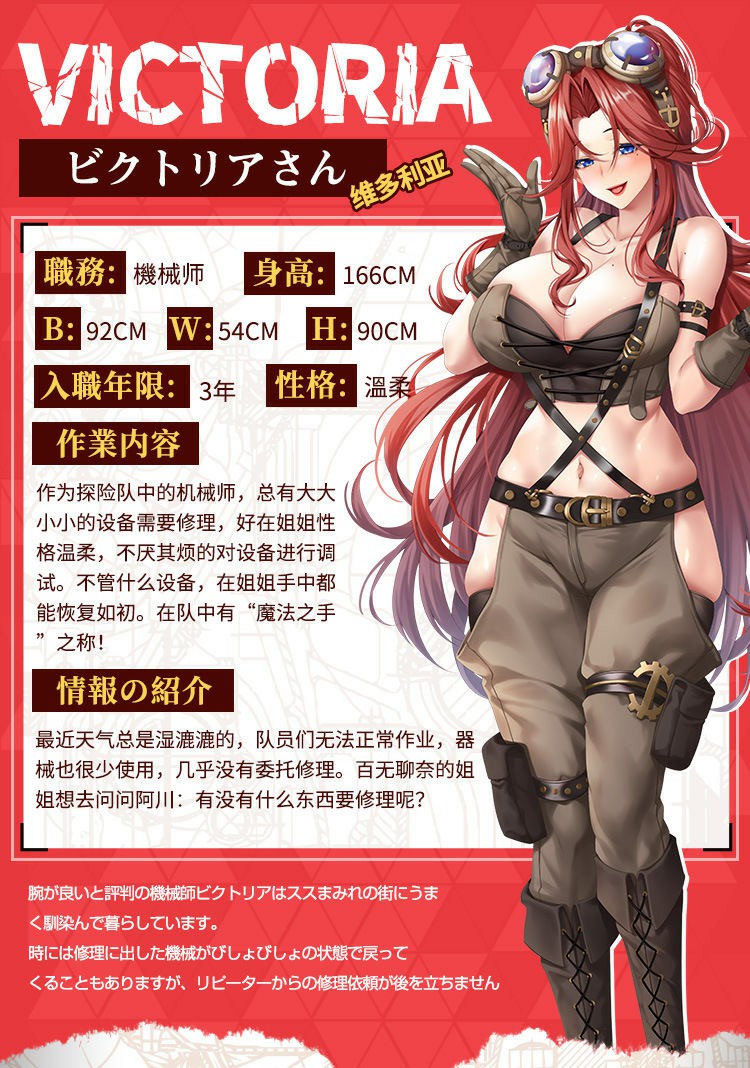 VICTORIA
ビクトリアさん
维多利亚
職務: 機械师 身高: 166CM
B: 92CM W: 54CM H: 90CM
入職年限: 3年 性格: 溫柔
作業内容
作为探险队中的机械师，总有大大
小小的设备需要修理，好在姐姐性
格温柔，不厌其烦的对设备进行调
试。不管什么设备，在姐姐手中都
能恢复如初。在队中有“魔法之手
”之称！
情報の紹介
最近天气总是湿漉漉的，队员们无法正常作业，器
械也很少使用，几乎没有委托修理。百无聊奈的姐
姐想去问问阿川：有没有什么东西要修理呢？
腕が良いと評判の機械師ビクトリアはススまみれの街にうま
く馴染んで暮らしています。
時には修理に出した機械がびしょびしょの状態で戻って
くることもありますが、リピーターからの修理依頼が後を立ちません